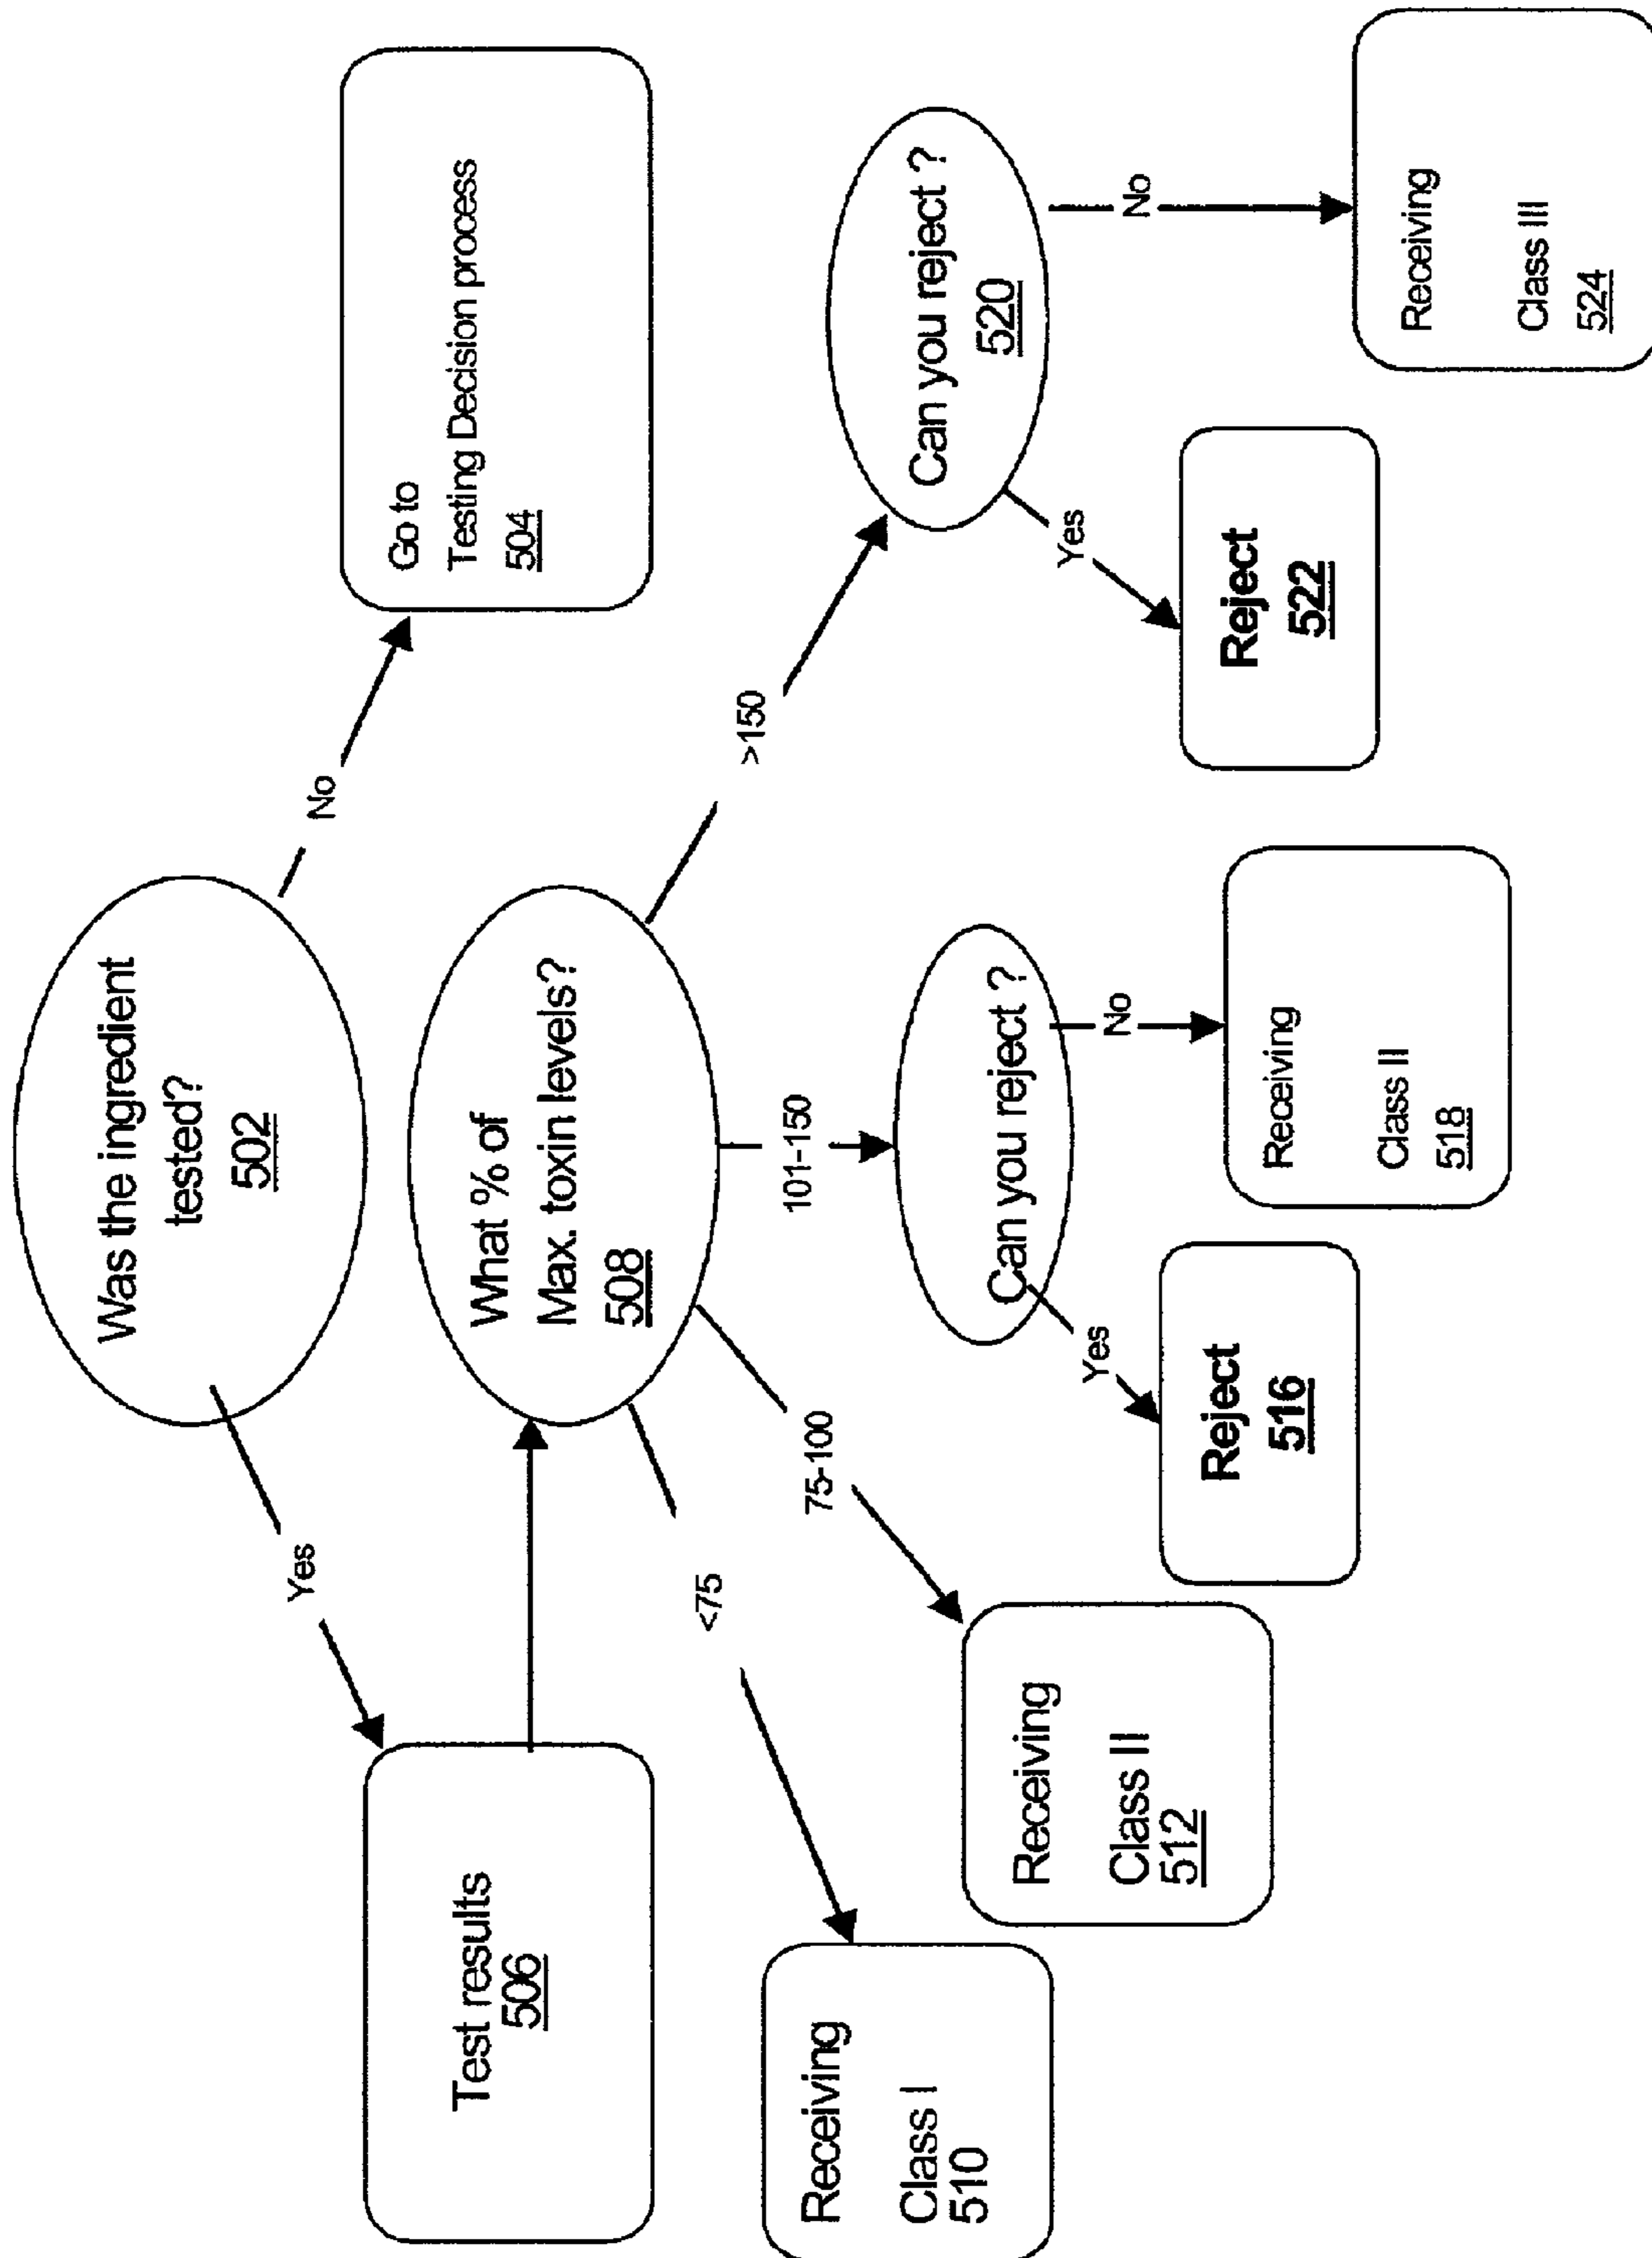 Was the ingredient
tested?
502
Yes
No
Test results
506
Go to
Testing Decision process
504
What % of
Max. toxin levels?
508
<75
75-100
101-150
>150
Receiving
Class I
510
Receiving
Class II
512
Can you reject ?
Yes
No
Reject
516
Receiving
Class II
518
Can you reject ?
520
Yes
No
Reject
522
Receiving
Class III
524